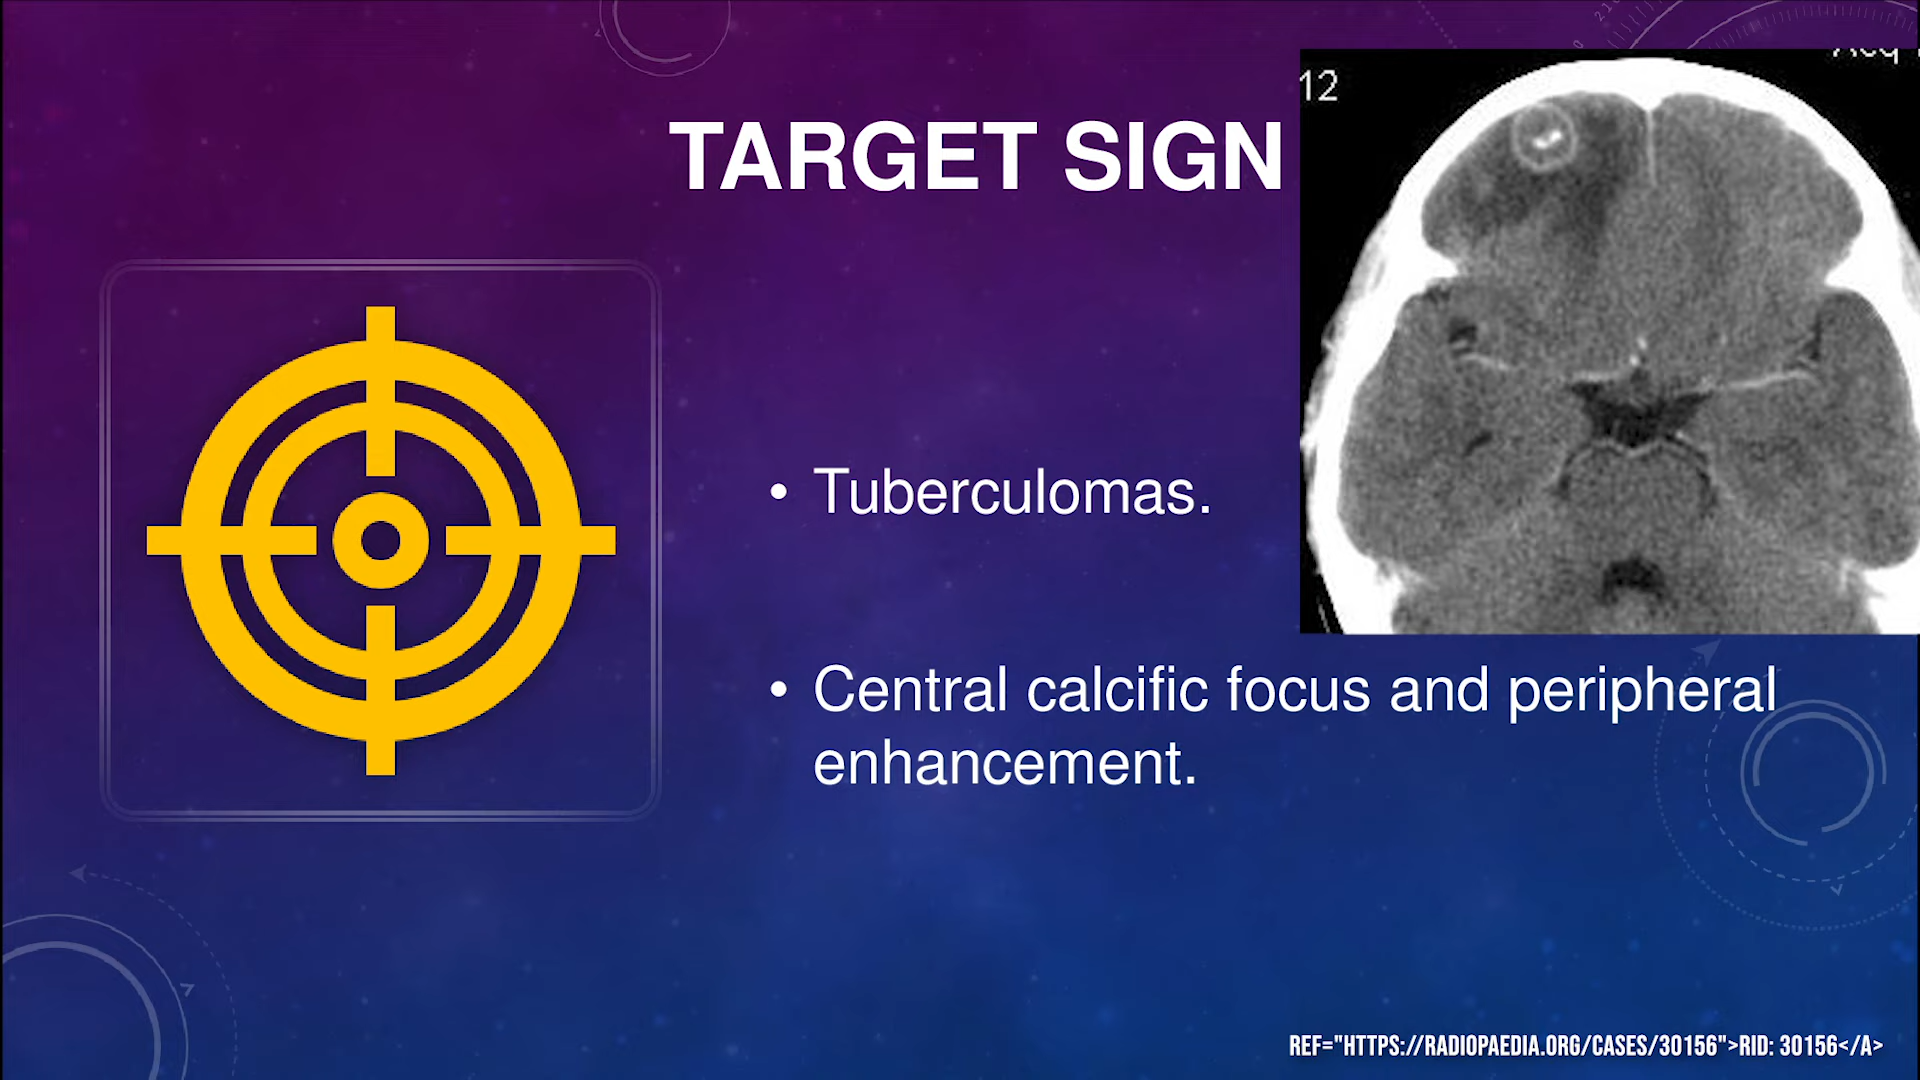 12
TARGET SIGN
• Tuberculomas.
• Central calcific focus and peripheral
enhancement.
REF="HTTPS://RADIOPAEDIA.ORG/CASES/30156">RID: 30156</A>